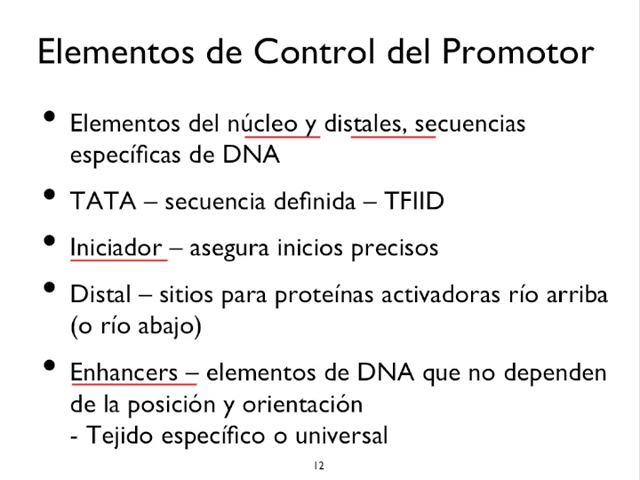 Elementos de Control del Promotor
• Elementos del núcleo y distales, secuencias
específicas de DNA
• TATA – secuencia definida – TFIID
• Iniciador – asegura inicios precisos
• Distal – sitios para proteínas activadoras río arriba
(o río abajo)
• Enhancers – elementos de DNA que no dependen
de la posición y orientación
- Tejido específico o universal
12